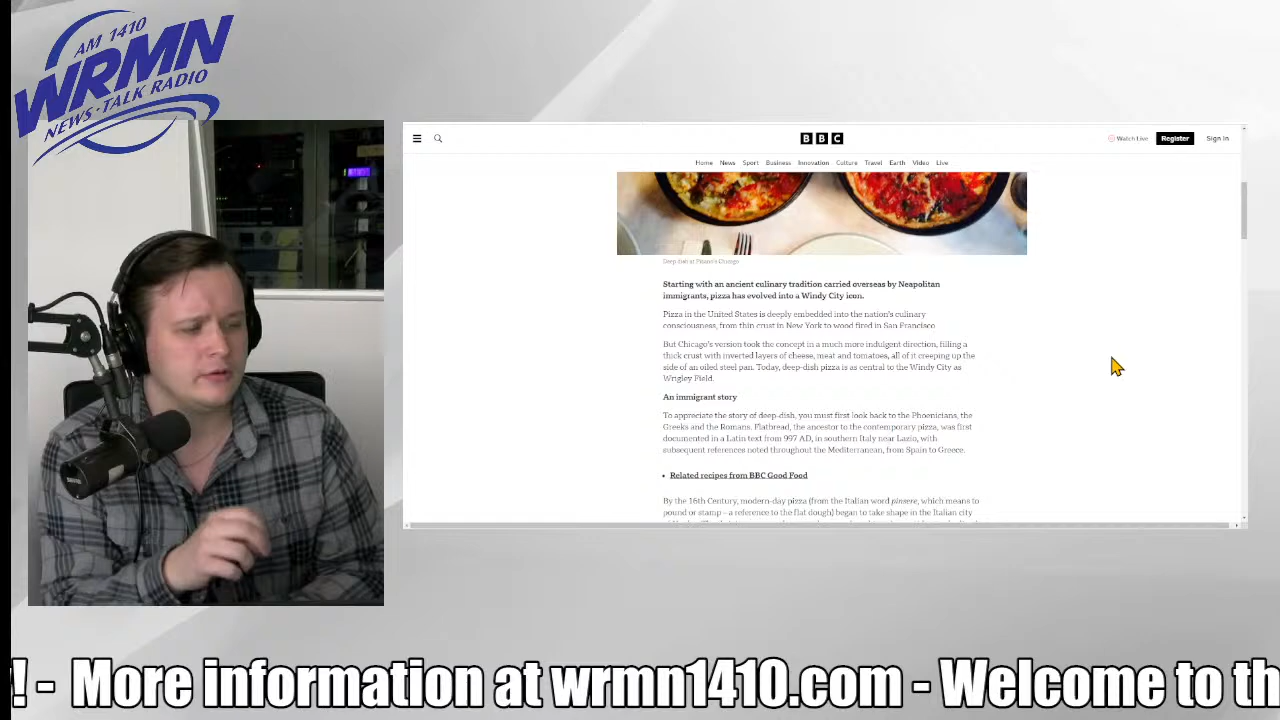 AM 1410
WRMN
NEWS·TALK RADIO
BBC
Watch Live
Register
Sign In
Home
News
Sport
Business
Innovation
Culture
Travel
Earth
Video
Live
Deep dish at Pizano's Chicago
Starting with an ancient culinary tradition carried overseas by Neapolitan
immigrants, pizza has evolved into a Windy City icon.
Pizza in the United States is deeply embedded into the nation's culinary
consciousness, from thin crust in New York to wood fired in San Francisco
But Chicago's version took the concept in a much more indulgent direction, filling a
thick crust with inverted layers of cheese, meat and tomatoes, all of it creeping up the
side of an oiled steel pan. Today, deep-dish pizza is as central to the Windy City as
Wrigley Field.
An immigrant story
To appreciate the story of deep-dish, you must first look back to the Phoenicians, the
Greeks and the Romans. Flatbread, the ancestor to the contemporary pizza, was first
documented in a Latin text from 997 AD, in southern Italy near Lazio, with
subsequent references noted throughout the Mediterranean, from Spain to Greece.
• Related recipes from BBC Good Food
By the 16th Century, modern-day pizza (from the Italian word pinsere, which means to
pound or stamp – a reference to the flat dough) began to take shape in the Italian city
! - More information at wrmn1410.com - Welcome to th